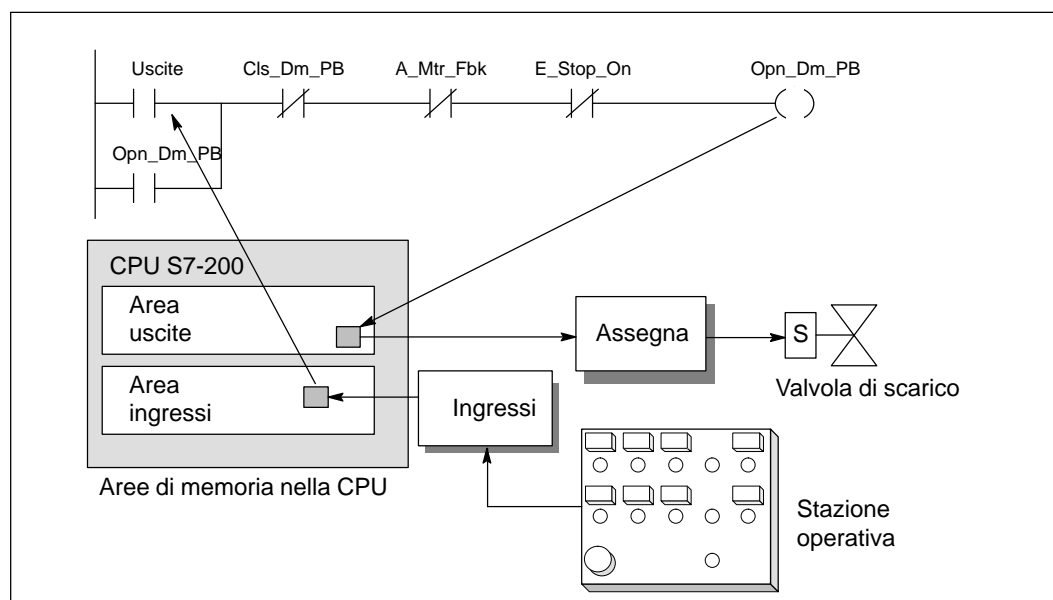 Uscite
Cls_Dm_PB
A_Mtr_Fbk
E_Stop_On
Opn_Dm_PB
Opn_Dm_PB
CPU S7-200
Area
uscite
Assegna
S
Valvola di scarico
Area
ingressi
Ingressi
Aree di memoria nella CPU
Stazione
operativa